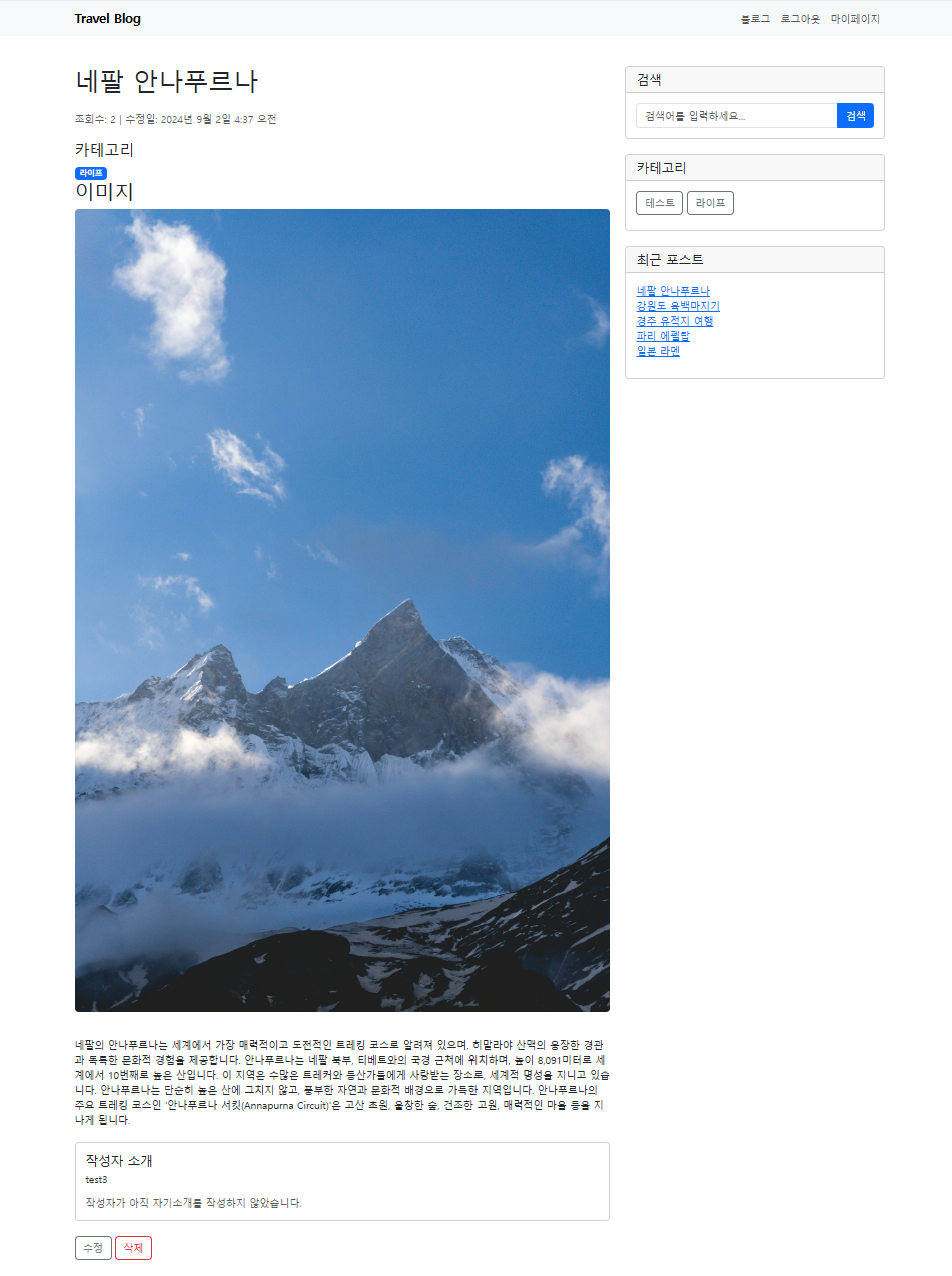 Travel Blog
블로그 로그아웃 마이페이지
네팔 안나푸르나
조회수: 2 | 수정일: 2024년 9월 2일 4:37 오전
카테고리
라이프
이미지
네팔의 안나푸르나는 세계에서 가장 매력적이고 도전적인 트레킹 코스로 알려져 있으며, 히말라야 산맥의 웅장한 경관
과 독특한 문화적 경험을 제공합니다. 안나푸르나는 네팔 북부, 티베트와의 국경 근처에 위치하며, 높이 8,091미터로 세
계에서 10번째로 높은 산입니다. 이 지역은 수많은 트레커와 등산가들에게 사랑받는 장소로, 세계적 명성을 지니고 있습
니다. 안나푸르나는 단순히 높은 산에 그치지 않고, 풍부한 자연과 문화적 배경으로 가득한 지역입니다. 안나푸르나의
주요 트레킹 코스인 '안나푸르나 서킷(Annapurna Circuit)'은 고산 초원, 울창한 숲, 건조한 고원, 매력적인 마을 등을 지
나게 됩니다.
작성자 소개
test3
작성자가 아직 자기소개를 작성하지 않았습니다.
수정 삭제
검색
검색어를 입력하세요... 검색
카테고리
테스트 라이프
최근 포스트
네팔 안나푸르나
강원도 육백마지기
경주 유적지 여행
파리 에펠탑
일본 라멘